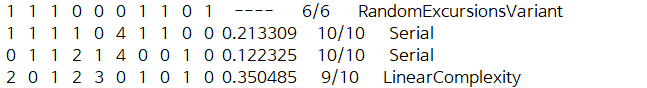 1 1 1 0 0 0 1 1 0 1 ---- 6/6 RandomExcursionsVariant
1 1 1 1 0 4 1 1 0 0 0.213309 10/10 Serial
0 1 1 2 1 4 0 0 1 0 0.122325 10/10 Serial
2 0 1 2 3 0 1 0 1 0 0.350485 9/10 LinearComplexity